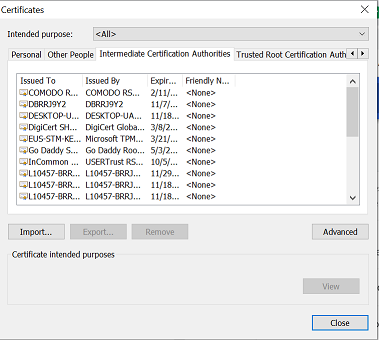 Certificates
Intended purpose: <All>
Personal Other People Intermediate Certification Authorities Trusted Root Certification Auth
Issued To Issued By Expir... Friendly N...
COMODO RS... COMODO RS... 2/11/... <None>
DBRRJ9Y2 DBRRJ9Y2 11/7/... <None>
DESKTOP-U... DESKTOP-UA... 11/18... <None>
DigiCert SH... DigiCert Globa... 3/8/2... <None>
EUS-STM-KE... Microsoft TPM... 3/21/... <None>
Go Daddy S... Go Daddy Roo... 5/3/2... <None>
InCommon ... USERTrust RS... 10/5/... <None>
L10457-BRR... L10457-BRRJ... 11/29... <None>
L10457-BRR... L10457-BRRJ... 11/18... <None>
L10457-BRR... L10457-BRRJ... 11/18... <None>
Import... Export... Remove Advanced
Certificate intended purposes
View
Close